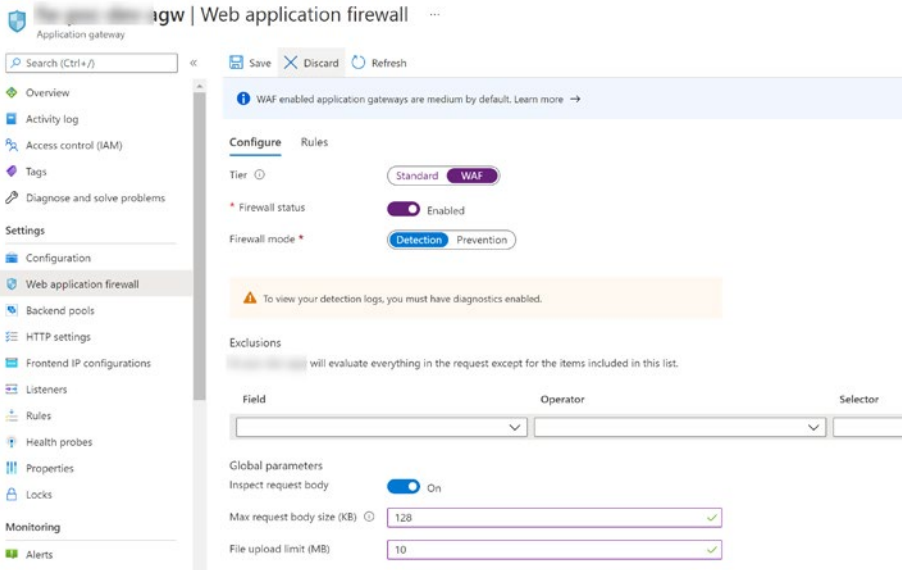 agw | Web application firewall ...
Application gateway
Search (Ctrl+/)
«
Overview
Activity log
Access control (IAM)
Tags
Diagnose and solve problems
Settings
Configuration
Web application firewall
Backend pools
HTTP settings
Frontend IP configurations
Listeners
Rules
Health probes
Properties
Locks
Monitoring
Alerts
Save Discard Refresh
WAF enabled application gateways are medium by default. Learn more →
Configure Rules
Tier Standard WAF
* Firewall status Enabled
Firewall mode * Detection Prevention
To view your detection logs, you must have diagnostics enabled.
Exclusions
will evaluate everything in the request except for the items included in this list.
Field Operator Selector
Global parameters
Inspect request body On
Max request body size (KB) 128
File upload limit (MB) 10